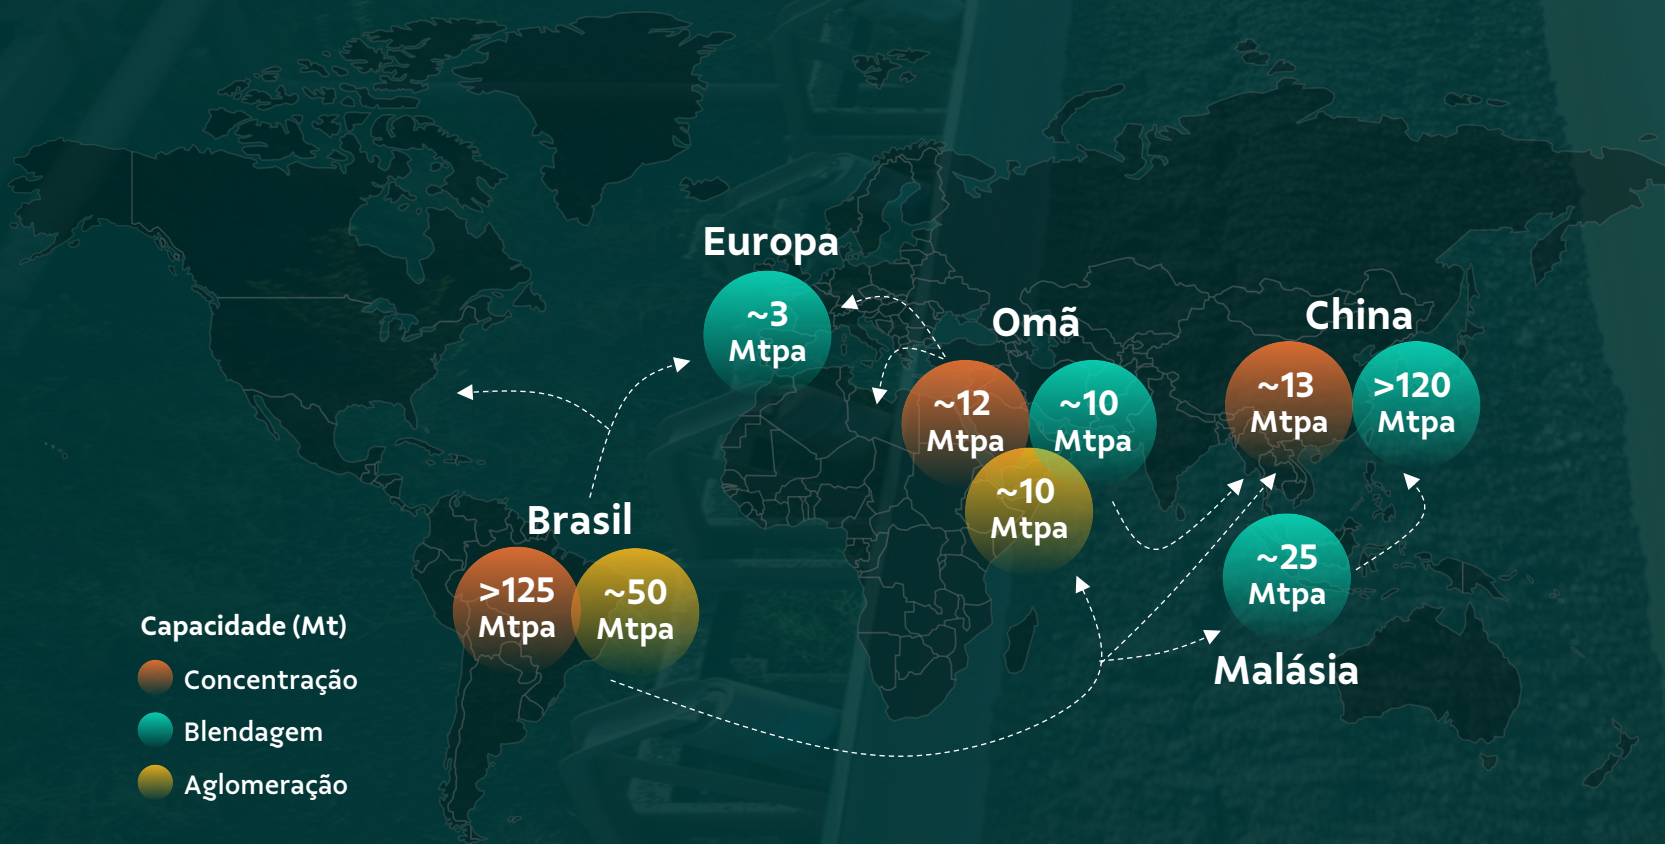 Europa
~3
Mtpa
Omã
~12
Mtpa
~10
Mtpa
~10
Mtpa
China
~13
Mtpa
>120
Mtpa
Brasil
>125
Mtpa
~50
Mtpa
~25
Mtpa
Malásia
Capacidade (Mt)
Concentração
Blendagem
Aglomeração